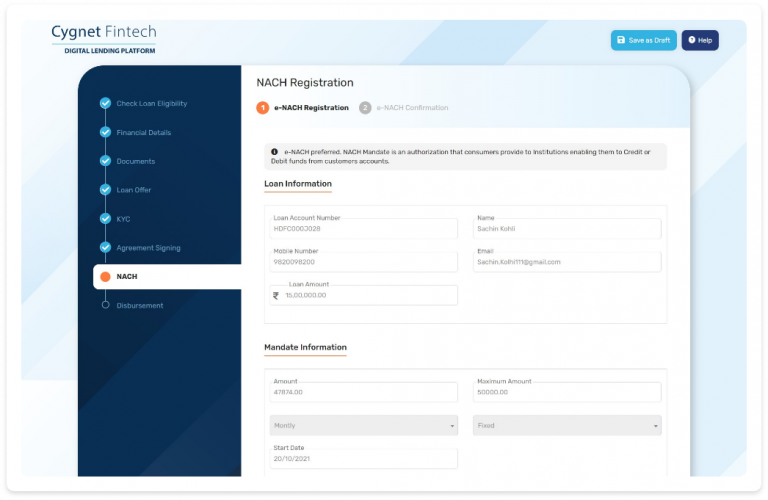 Cygnet Fintech
DIGITAL LENDING PLATFORM
Save as Draft
Help
Check Loan Eligibility
Financial Details
Documents
Loan Offer
KYC
Agreement Signing
NACH
Disbursement
NACH Registration
1 e-NACH Registration
2 e-NACH Confirmation
e-NACH preferred. NACH Mandate is an authorization that consumers provide to Institutions enabling them to Credit or
Debit funds from customers accounts.
Loan Information
Loan Account Number
HDFC000J028
Name
Sachin Kohli
Mobile Number
9820098200
Email
Sachin.Kolhi111@gmail.com
Loan Amount
₹ 15,00,000.00
Mandate Information
Amount
47874.00
Maximum Amount
50000.00
Montly
Fixed
Start Date
20/10/2021